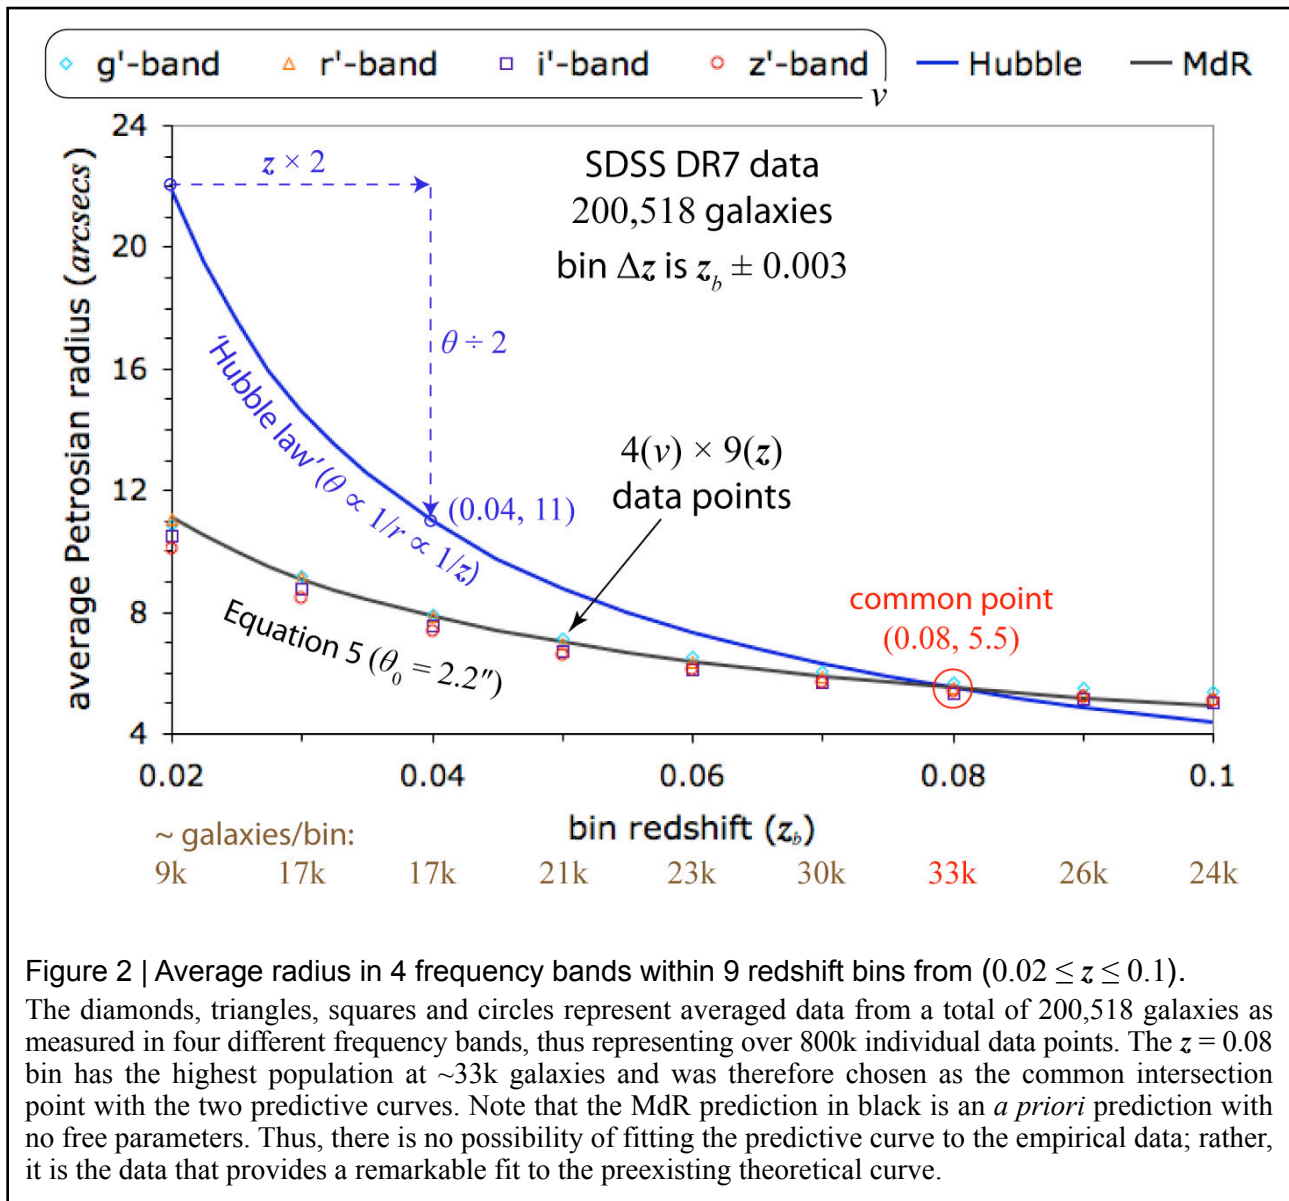 g'-band r'-band i'-band z'-band Hubble MdR
ν
24
20
16
12
8
4
average Petrosian radius (arcsecs)
z × 2
SDSS DR7 data
200,518 galaxies
bin Δz is z_b ± 0.003
θ ÷ 2
'Hubble law' (θ ∝ 1/r ∝ 1/z)
(0.04, 11)
4(ν) × 9(z)
data points
common point
(0.08, 5.5)
Equation 5 (θ₀ = 2.2″)
0.02 0.04 0.06 0.08 0.1
bin redshift (z_b)
~ galaxies/bin:
9k 17k 17k 21k 23k 30k 33k 26k 24k
Figure 2 | Average radius in 4 frequency bands within 9 redshift bins from (0.02 ≤ z ≤ 0.1).
The diamonds, triangles, squares and circles represent averaged data from a total of 200,518 galaxies as
measured in four different frequency bands, thus representing over 800k individual data points. The z = 0.08
bin has the highest population at ~33k galaxies and was therefore chosen as the common intersection
point with the two predictive curves. Note that the MdR prediction in black is an a priori prediction with
no free parameters. Thus, there is no possibility of fitting the predictive curve to the empirical data; rather,
it is the data that provides a remarkable fit to the preexisting theoretical curve.